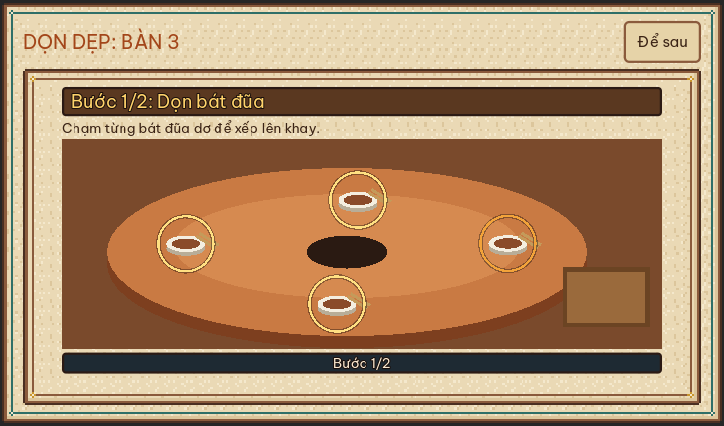 DỌN DẸP: BÀN 3
Để sau
Bước 1/2: Dọn bát đũa
Chạm từng bát đũa dơ để xếp lên khay.
Bước 1/2